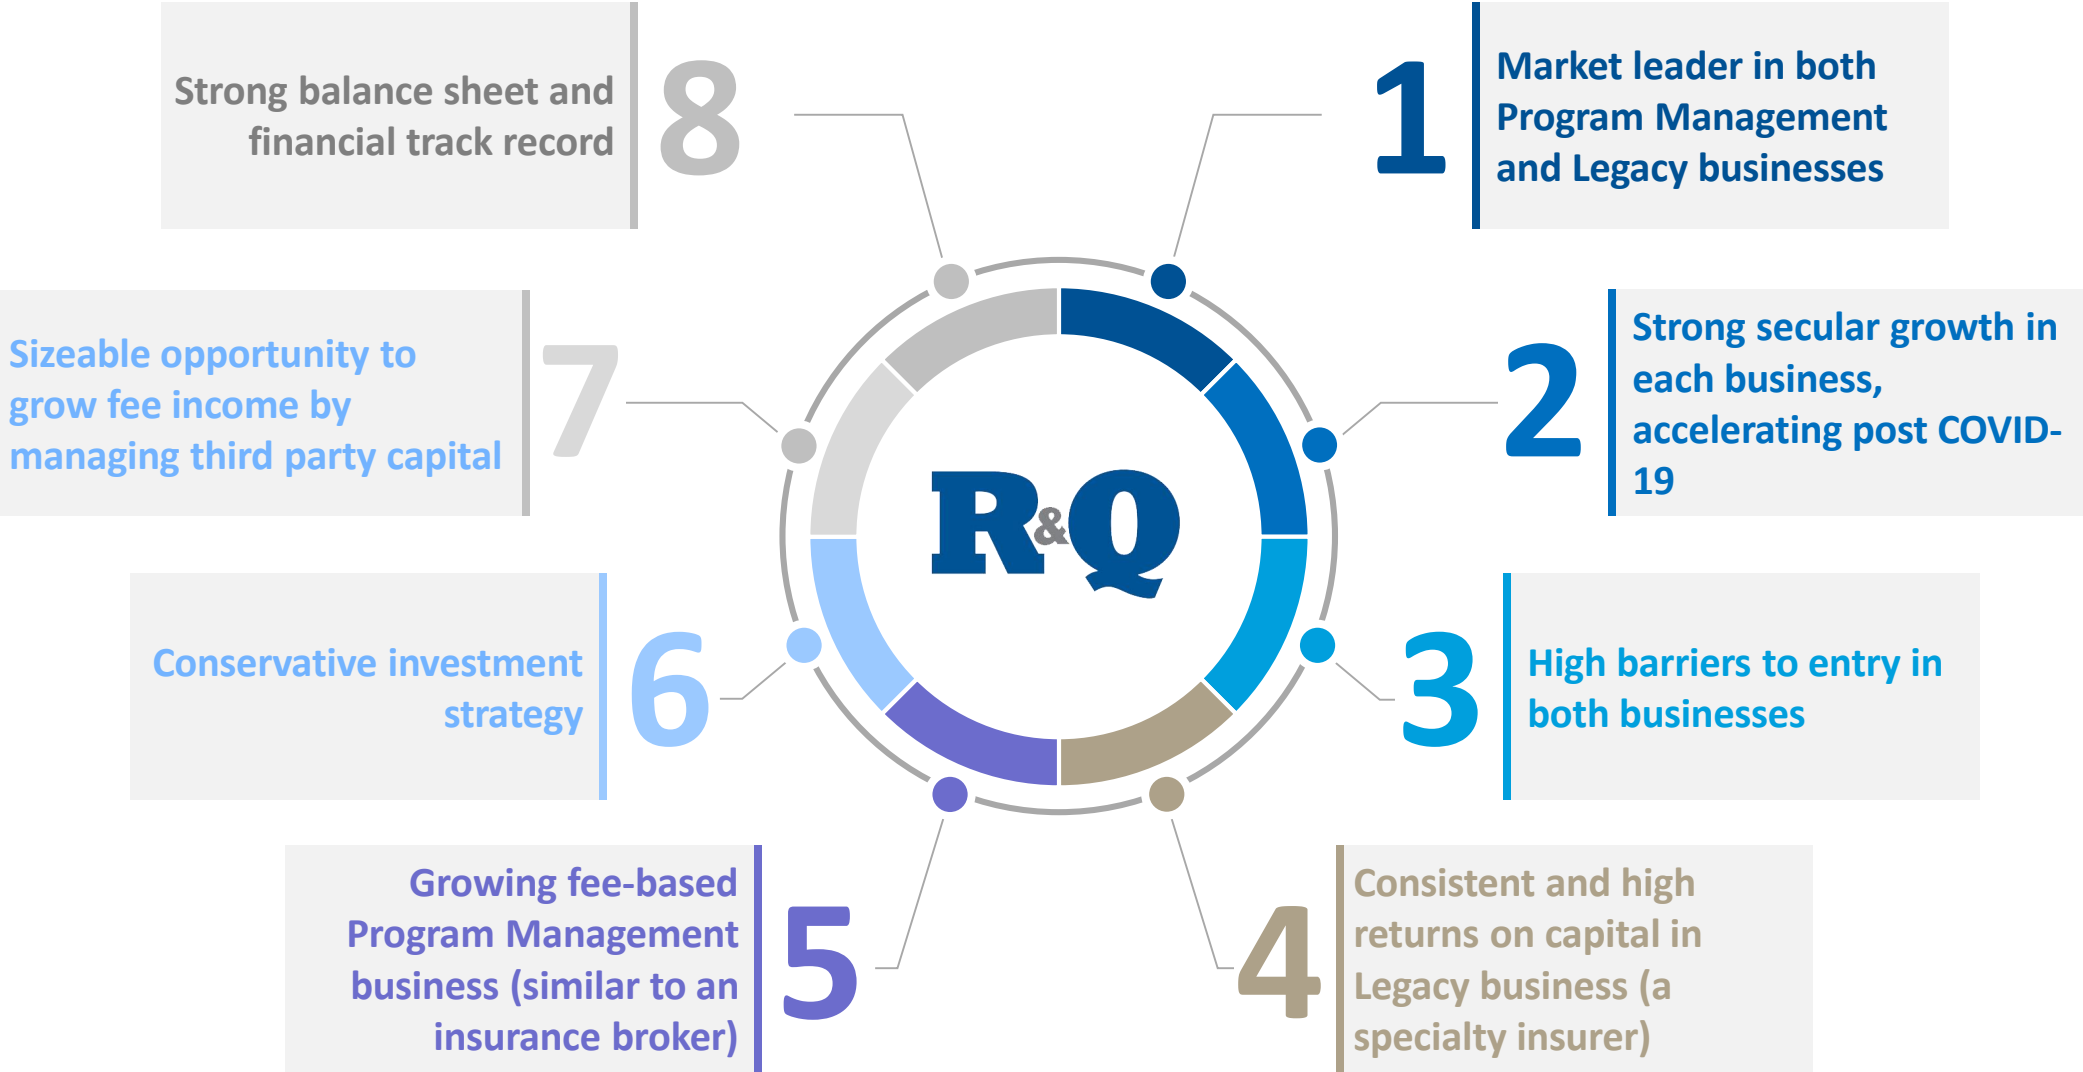 1
Market leader in both
Program Management
and Legacy businesses
2
Strong secular growth in
each business,
accelerating post COVID-
19
3
High barriers to entry in
both businesses
4
Consistent and high
returns on capital in
Legacy business (a
specialty insurer)
5
Growing fee-based
Program Management
business (similar to an
insurance broker)
6
Conservative investment
strategy
7
Sizeable opportunity to
grow fee income by
managing third party capital
8
Strong balance sheet and
financial track record
R&Q